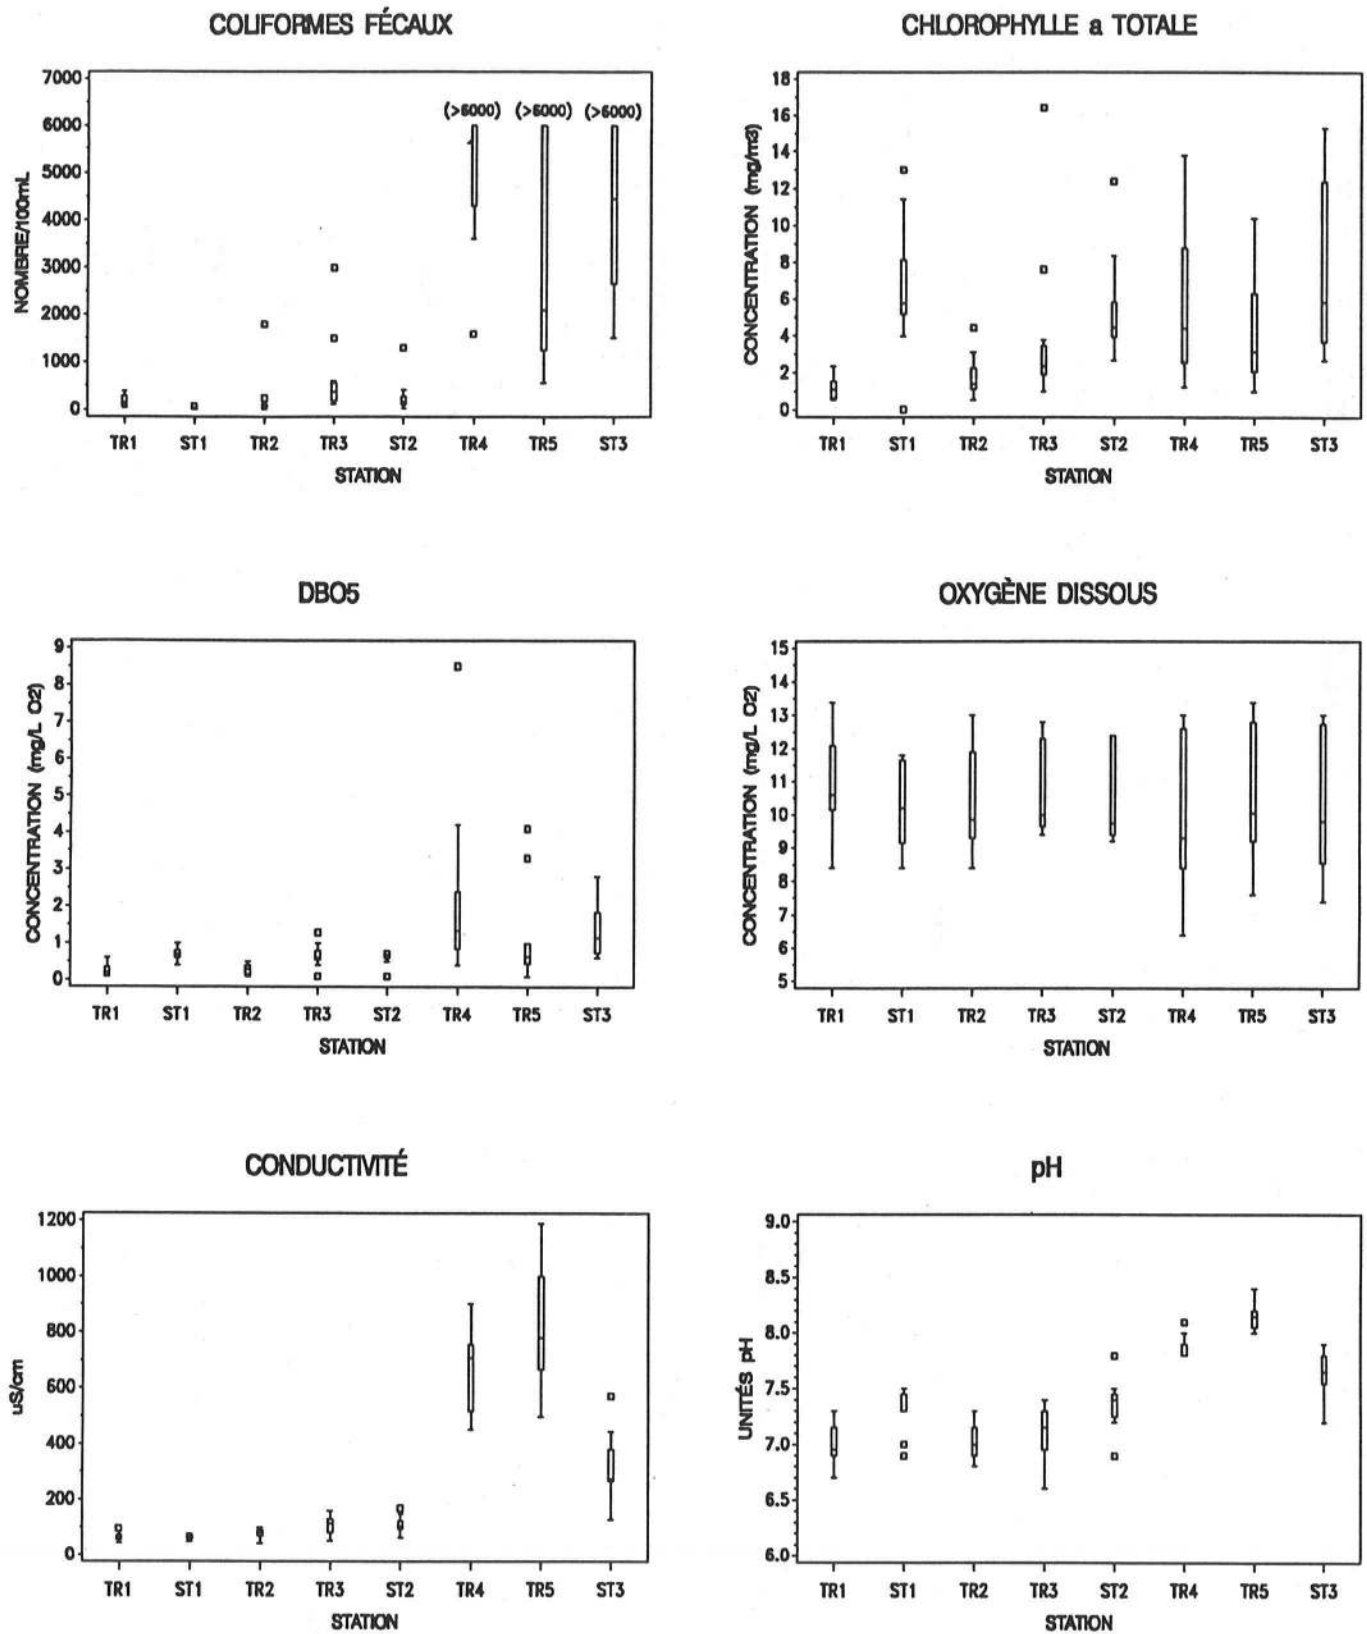 COLIFORMES FÉCAUX
NOMBRE/100mL
7000
6000
5000
4000
3000
2000
1000
0
(>6000) (>6000) (>6000)
TR1 ST1 TR2 TR3 ST2 TR4 TR5 ST3
STATION
CHLOROPHYLLE a TOTALE
CONCENTRATION (mg/m3)
18
16
14
12
10
8
6
4
2
0
TR1 ST1 TR2 TR3 ST2 TR4 TR5 ST3
STATION
DBO5
CONCENTRATION (mg/L O2)
9
8
7
6
5
4
3
2
1
0
TR1 ST1 TR2 TR3 ST2 TR4 TR5 ST3
STATION
OXYGÈNE DISSOUS
CONCENTRATION (mg/L O2)
15
14
13
12
11
10
9
8
7
6
5
TR1 ST1 TR2 TR3 ST2 TR4 TR5 ST3
STATION
CONDUCTIVITÉ
uS/cm
1200
1000
800
600
400
200
0
TR1 ST1 TR2 TR3 ST2 TR4 TR5 ST3
STATION
pH
UNITÉS pH
9.0
8.5
8.0
7.5
7.0
6.5
6.0
TR1 ST1 TR2 TR3 ST2 TR4 TR5 ST3
STATION